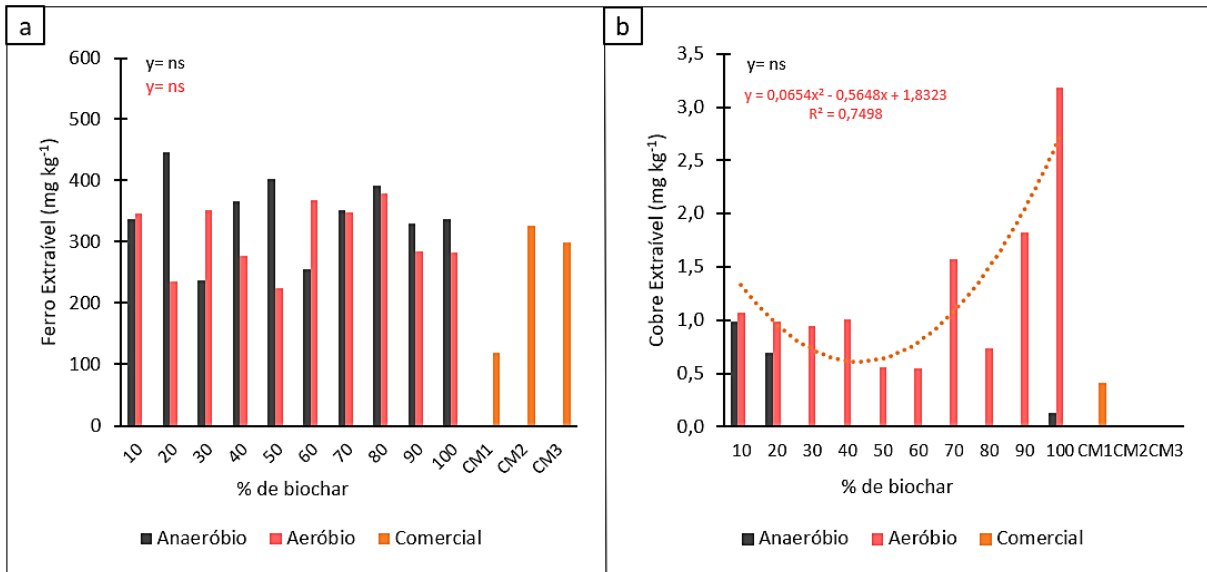 a
600
500
400
300
200
100
0
Ferro Extraível (mg kg⁻¹)
y= ns
y= ns
10 20 30 40 50 60 70 80 90 100 CM1 CM2 CM3
% de biochar
Anaeróbio Aeróbio Comercial
b
3,5
3,0
2,5
2,0
1,5
1,0
0,5
0,0
Cobre Extraível (mg kg⁻¹)
y= ns
y = 0,0654x² - 0,5648x + 1,8323
R² = 0,7498
10 20 30 40 50 60 70 80 90 100 CM1CM2CM3
% de biochar
Anaeróbio Aeróbio Comercial